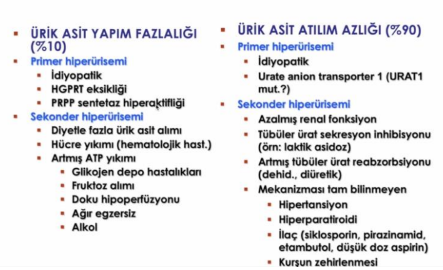 ÜRİK ASİT YAPIM FAZLALIĞI
(%10)
Primer hiperürisemi
İdiyopatik
HGPRT eksikliği
PRPP sentetaz hiperaktifliği
Sekonder hiperürisemi
Diyetle fazla ürik asit alımı
Hücre yıkımı (hematolojik hast.)
Artmış ATP yıkımı
Glikojen depo hastalıkları
Fruktoz alımı
Doku hipoperfüzyonu
Ağır egzersiz
Alkol
ÜRİK ASİT ATILIM AZLIĞI (%90)
Primer hiperürisemi
İdiyopatik
Urate anion transporter 1 (URAT1
mut.?)
Sekonder hiperürisemi
Azalmış renal fonksiyon
Tübüler ürat sekresyon inhibisyonu
(örn: laktik asidoz)
Artmış tübüler ürat reabzorbsiyonu
(dehid., diüretik)
Mekanizması tam bilinmeyen
Hipertansiyon
Hiperparatiroidi
İlaç (siklosporin, pirazinamid,
etambutol, düşük doz aspirin)
Kurşun zehirlenmesi